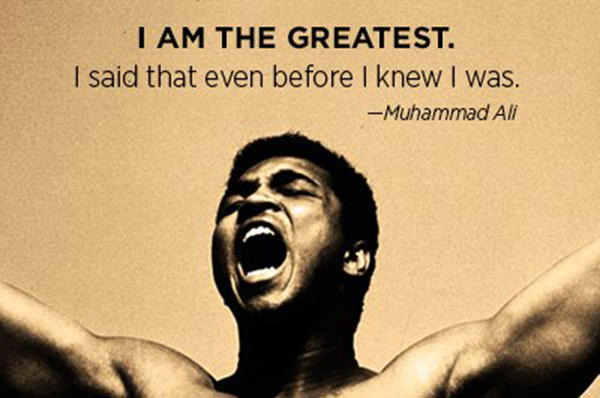 I AM THE GREATEST.
I said that even before I knew I was.
—Muhammad Ali